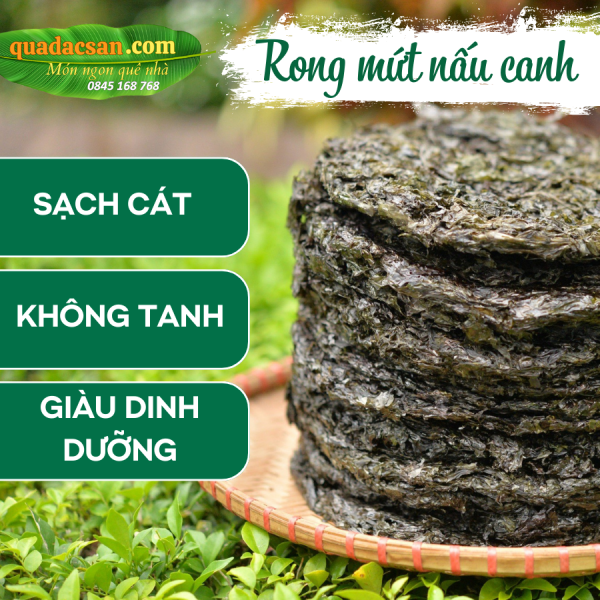 quadacsan.com
Món ngon quê nhà
0845 168 768
Rong mứt nấu canh
SẠCH CÁT
KHÔNG TANH
GIÀU DINH
DƯỠNG